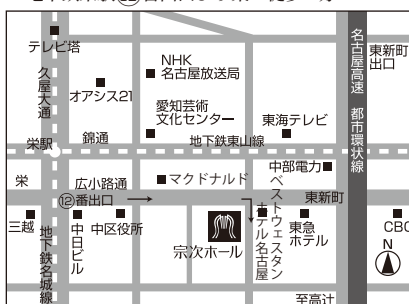 テレビ塔
久屋大通
オアシス21
NHK
名古屋放送局
愛知芸術
文化センター
東海テレビ
名古屋高速 都市環状線
東新町
出口
栄駅
錦通
地下鉄東山線
栄
広小路通
⑫番出口
マクドナルド
中部電力
東新町
三越
地下鉄名城線
中日ビル
中区役所
宗次ホール
ベストウェスタン
ホテル名古屋
東急
ホテル
CBC
N
至高辻